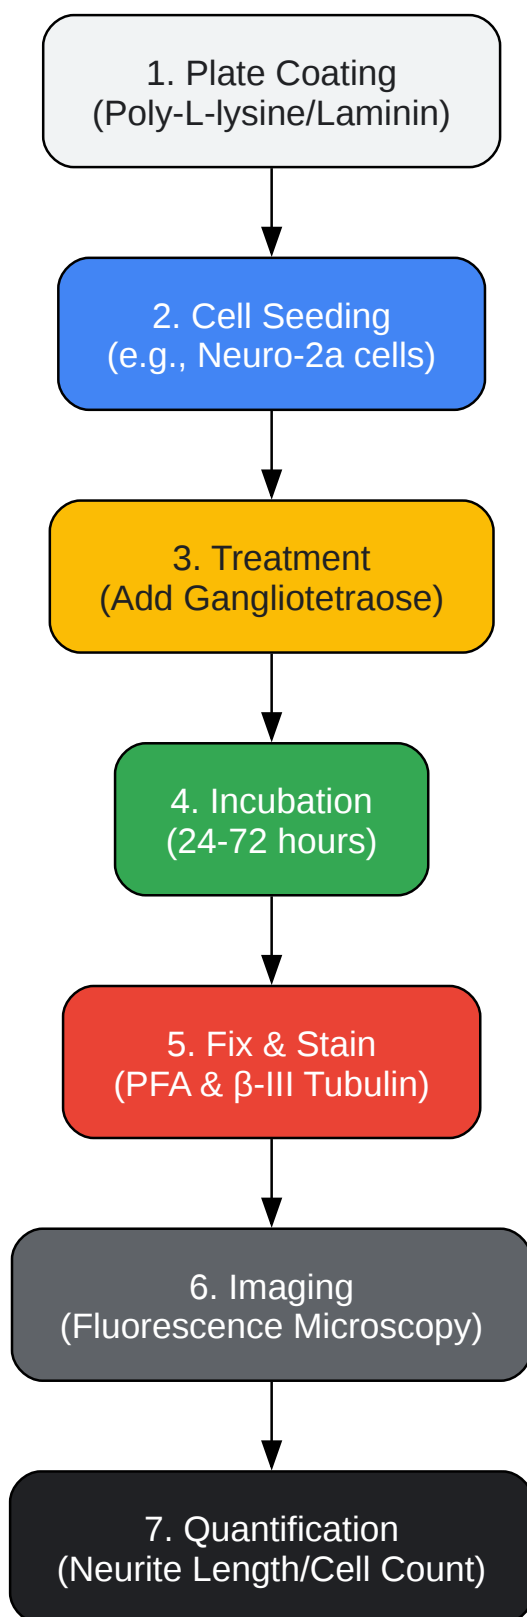 1. Plate Coating
(Poly-L-lysine/Laminin)
2. Cell Seeding
(e.g., Neuro-2a cells)
3. Treatment
(Add Gangliotetraose)
4. Incubation
(24-72 hours)
5. Fix & Stain
(PFA & β-III Tubulin)
6. Imaging
(Fluorescence Microscopy)
7. Quantification
(Neurite Length/Cell Count)